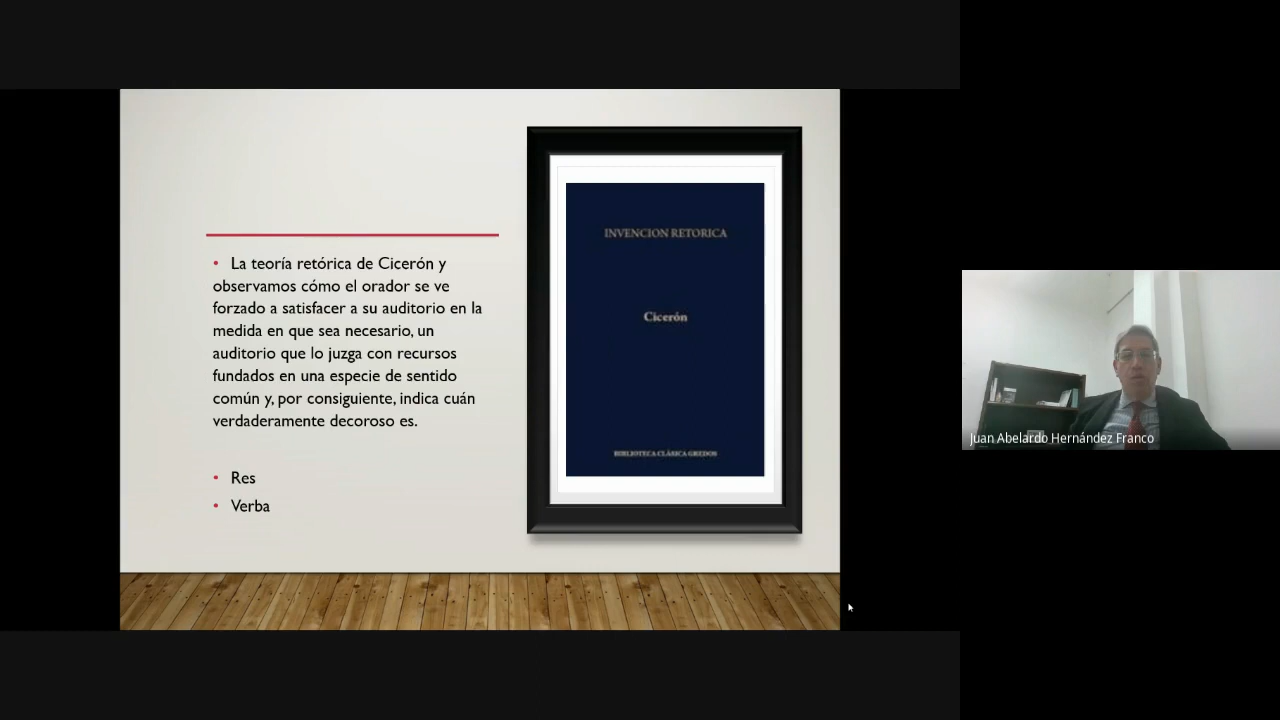 • La teoría retórica de Cicerón y
observamos cómo el orador se ve
forzado a satisfacer a su auditorio en la
medida en que sea necesario, un
auditorio que lo juzga con recursos
fundados en una especie de sentido
común y, por consiguiente, indica cuán
verdaderamente decoroso es.
• Res
• Verba
INVENCION RETORICA
Cicerón
BIBLIOTECA CLÁSICA GREDOS
Juan Abelardo Hernández Franco